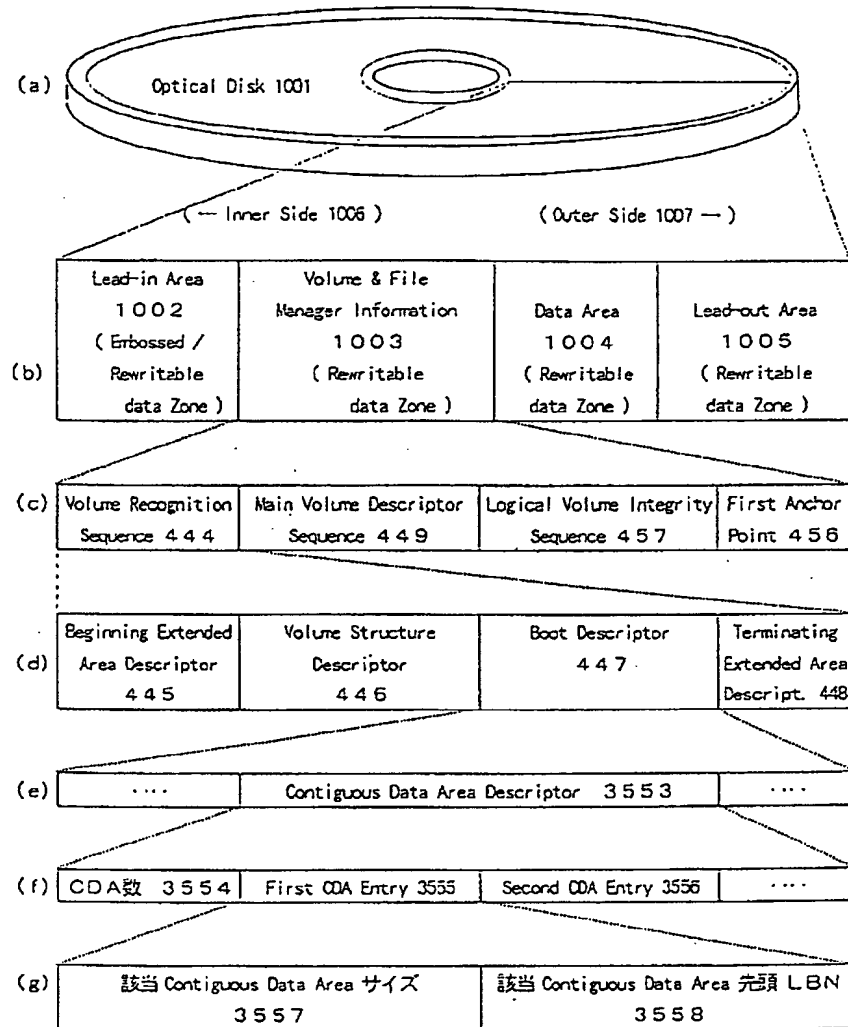 (a)
Optical Disk 1001
(← Inner Side 1006 )
(Outer Side 1007 →)
(b)
Lead-in Area
1002
( Embossed /
Rewritable
data Zone )
Volume & File
Manager Information
1003
( Rewritable
data Zone )
Data Area
1004
( Rewritable
data Zone )
Lead-out Area
1005
( Rewritable
data Zone )
(c)
Volume Recognition
Sequence 444
Main Volume Descriptor
Sequence 449
Logical Volume Integrity
Sequence 457
First Anchor
Point 456
(d)
Beginning Extended
Area Descriptor
445
Volume Structure
Descriptor
446
Boot Descriptor
447
Terminating
Extended Area
Descript. 448
(e)
....
Contiguous Data Area Descriptor 3553
....
(f)
CDA数 3554
First CDA Entry 3555
Second CDA Entry 3556
....
(g)
該当 Contiguous Data Area サイズ
3557
該当 Contiguous Data Area 先頭 LBN
3558